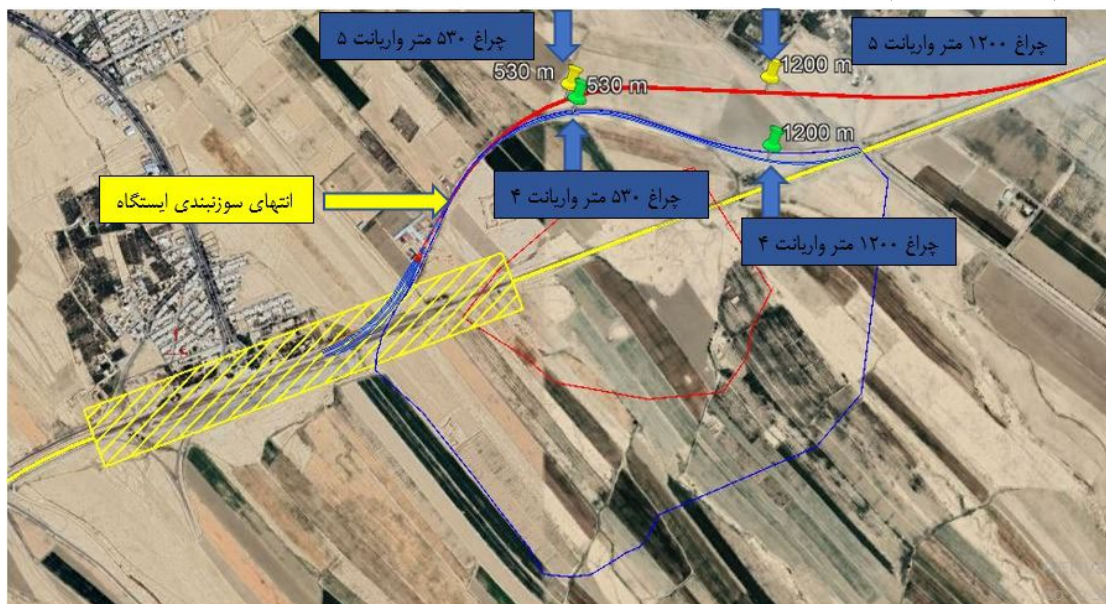 چراغ ۵۳۰ متر واریانت ۵
چراغ ۱۲۰۰ متر واریانت ۵
530 m
530 m
1200 m
1200 m
انتهای سوزنبندی ایستگاه
چراغ ۵۳۰ متر واریانت ۴
چراغ ۱۲۰۰ متر واریانت ۴